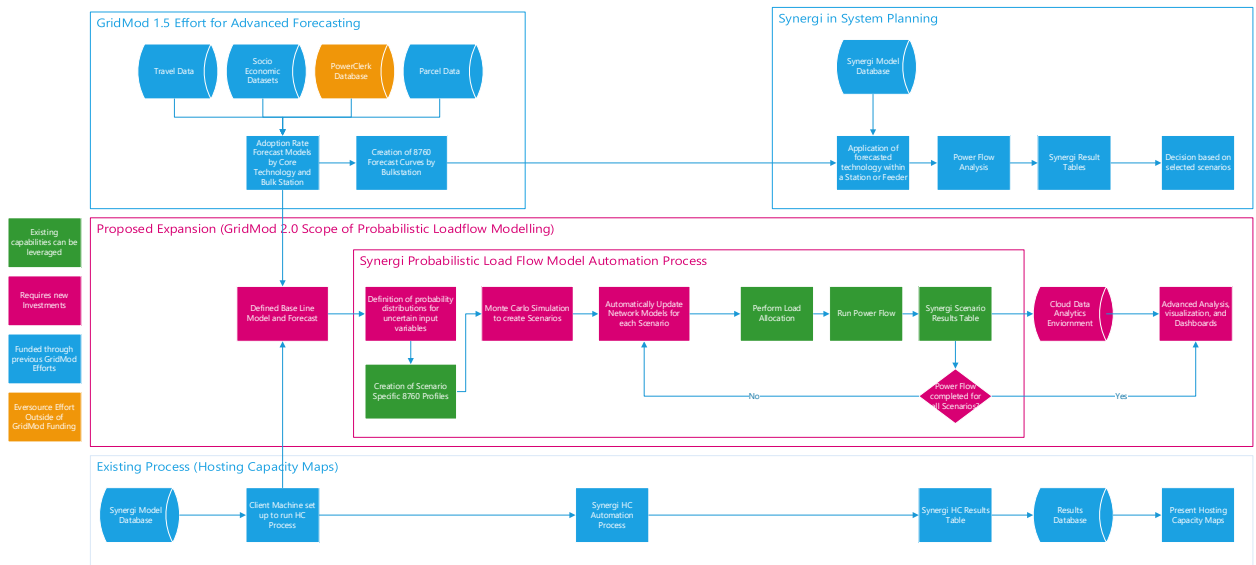 GridMod 1.5 Effort for Advanced Forecasting
Travel Data
Socio
Economic
Datasets
PowerClerk
Database
Parcel Data
Adoption Rate
Forecast Models
by Core
Technology and
Bulk Station
Creation of 8760
Forecast Curves by
Bulkstation
Synergi in System Planning
Synergi Model
Database
Application of
forecasted
technology within
a Station or Feeder
Power Flow
Analysis
Synergi Result
Tables
Decision based on
selected scenarios
Existing
capabilities can be
leveraged
Requires new
Investments
Funded through
previous GridMod
Efforts
Eversource Effort
Outside of
GridMod Funding
Proposed Expansion (GridMod 2.0 Scope of Probabilistic Loadflow Modelling)
Synergi Probabilistic Load Flow Model Automation Process
Defined Base Line
Model and Forecast
Definition of probability
distributions for
uncertain input
variables
Creation of Scenario
Specific 8760 Profiles
Monte Carlo Simulation
to create Scenarios
Automatically Update
Network Models for
each Scenario
Perform Load
Allocation
Run Power Flow
Synergi Scenario
Results Table
Cloud Data
Analytics
Enviornment
Advanced Analysis,
visualization, and
Dashboards
Power Flow
completed for
all Scenarios?
No
Yes
Existing Process (Hosting Capacity Maps)
Synergi Model
Database
Client Machine set
up to run HC
Process
Synergi HC
Automation
Process
Synergi HC Results
Table
Results
Database
Present Hosting
Capacity Maps